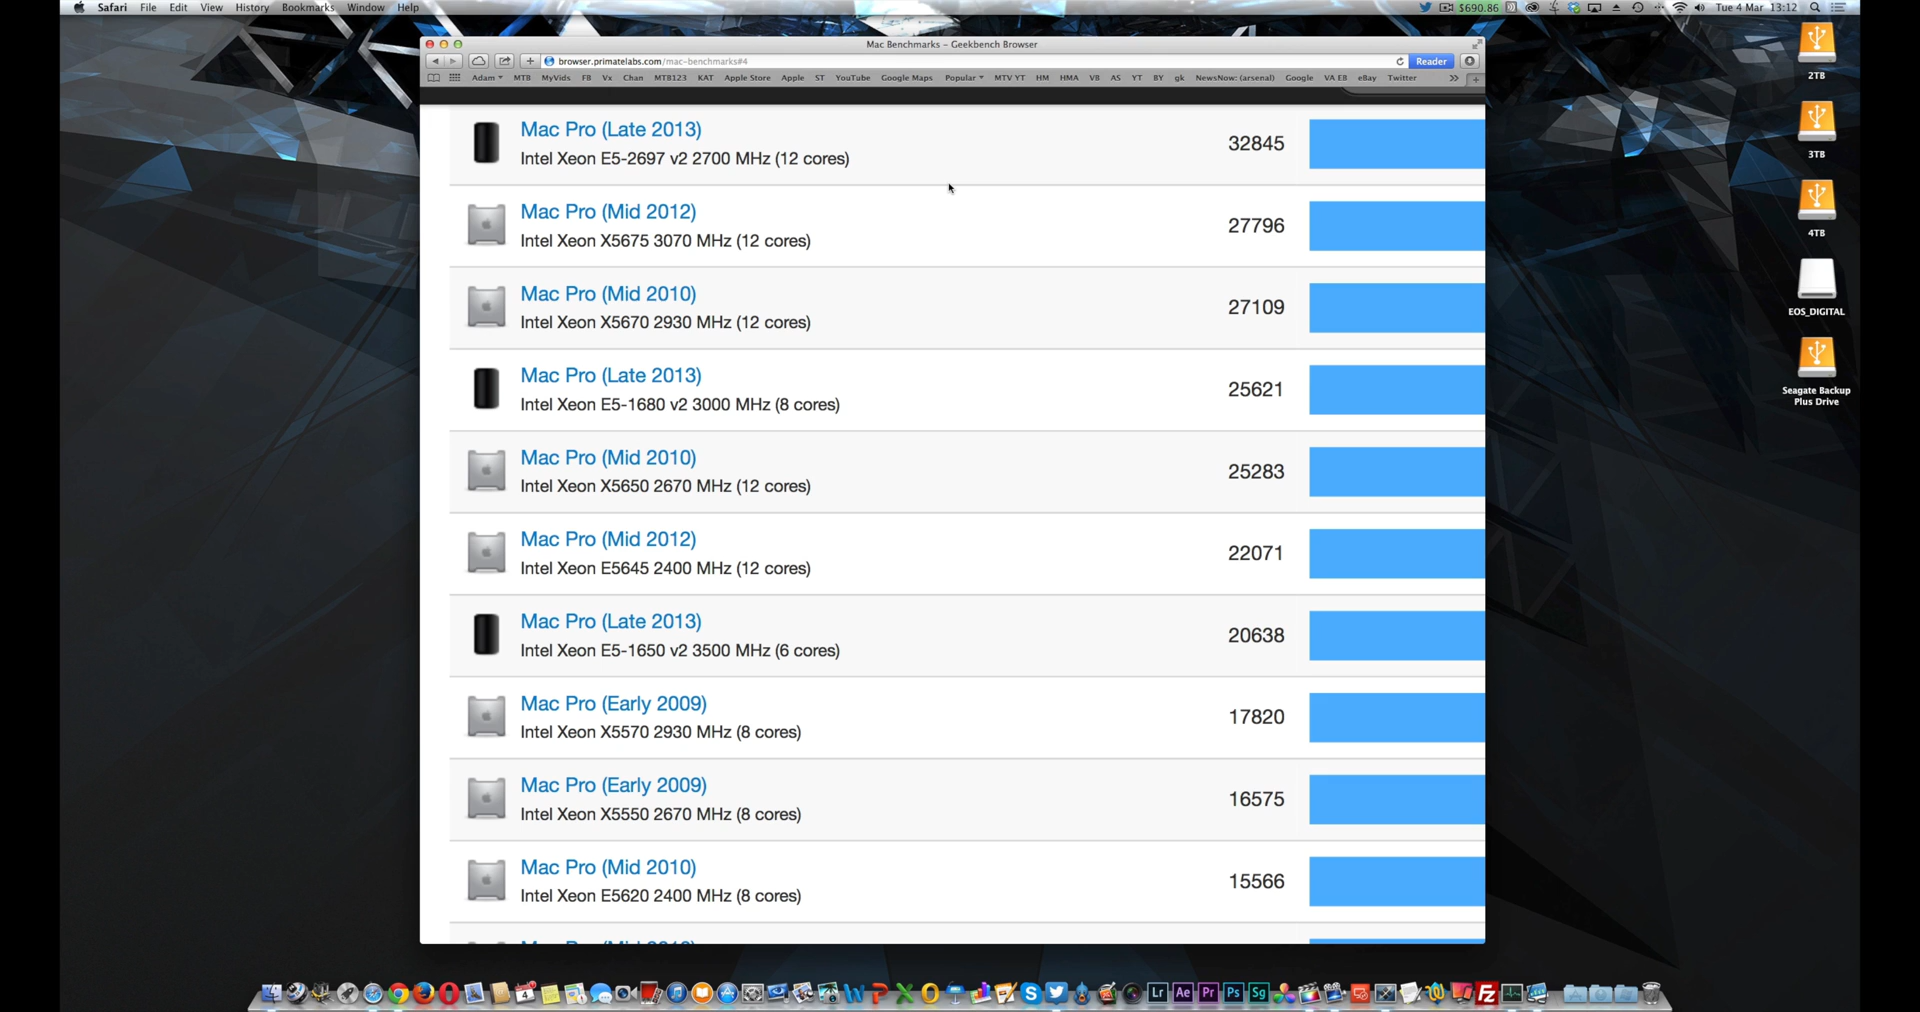 Safari File Edit View History Bookmarks Window Help
$690.86 Tue 4 Mar 13:12
Mac Benchmarks – Geekbench Browser
browser.primatelabs.com/mac-benchmarks#4
Reader
Adam MTB MyVids FB Vx Chan MTB123 KAT Apple Store Apple ST YouTube Google Maps Popular MTV YT HM HMA VB AS YT BY gk NewsNow: (arsenal) Google VA EB eBay Twitter
Mac Pro (Late 2013)
Intel Xeon E5-2697 v2 2700 MHz (12 cores)
32845
Mac Pro (Mid 2012)
Intel Xeon X5675 3070 MHz (12 cores)
27796
Mac Pro (Mid 2010)
Intel Xeon X5670 2930 MHz (12 cores)
27109
Mac Pro (Late 2013)
Intel Xeon E5-1680 v2 3000 MHz (8 cores)
25621
Mac Pro (Mid 2010)
Intel Xeon X5650 2670 MHz (12 cores)
25283
Mac Pro (Mid 2012)
Intel Xeon E5645 2400 MHz (12 cores)
22071
Mac Pro (Late 2013)
Intel Xeon E5-1650 v2 3500 MHz (6 cores)
20638
Mac Pro (Early 2009)
Intel Xeon X5570 2930 MHz (8 cores)
17820
Mac Pro (Early 2009)
Intel Xeon X5550 2670 MHz (8 cores)
16575
Mac Pro (Mid 2010)
Intel Xeon E5620 2400 MHz (8 cores)
15566
2TB
3TB
4TB
EOS_DIGITAL
Seagate Backup
Plus Drive
4
Lr Ae Pr Ps Sg Fz